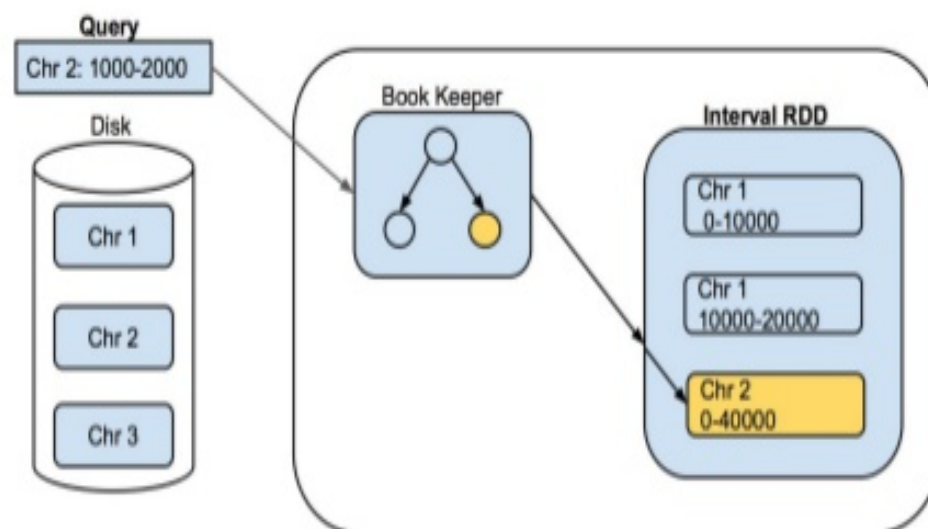 Query
Chr 2: 1000-2000
Disk
Chr 1
Chr 2
Chr 3
Book Keeper
Interval RDD
Chr 1
0-10000
Chr 1
10000-20000
Chr 2
0-40000